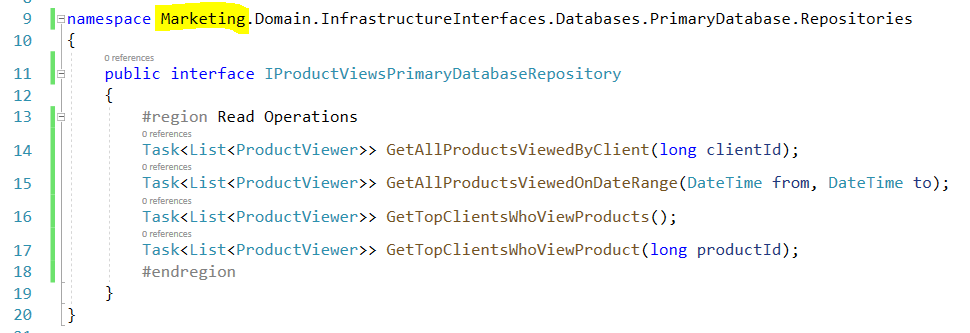 9 namespace Marketing.Domain.InfrastructureInterfaces.Databases.PrimaryDatabase.Repositories
10 {
0 references
11 public interface IProductViewsPrimaryDatabaseRepository
12 {
13 #region Read Operations
0 references
14 Task<List<ProductViewer>> GetAllProductsViewedByClient(long clientId);
0 references
15 Task<List<ProductViewer>> GetAllProductsViewedOnDateRange(DateTime from, DateTime to);
0 references
16 Task<List<ProductViewer>> GetTopClientsWhoViewProducts();
0 references
17 Task<List<ProductViewer>> GetTopClientsWhoViewProduct(long productId);
18 #endregion
19 }
20 }